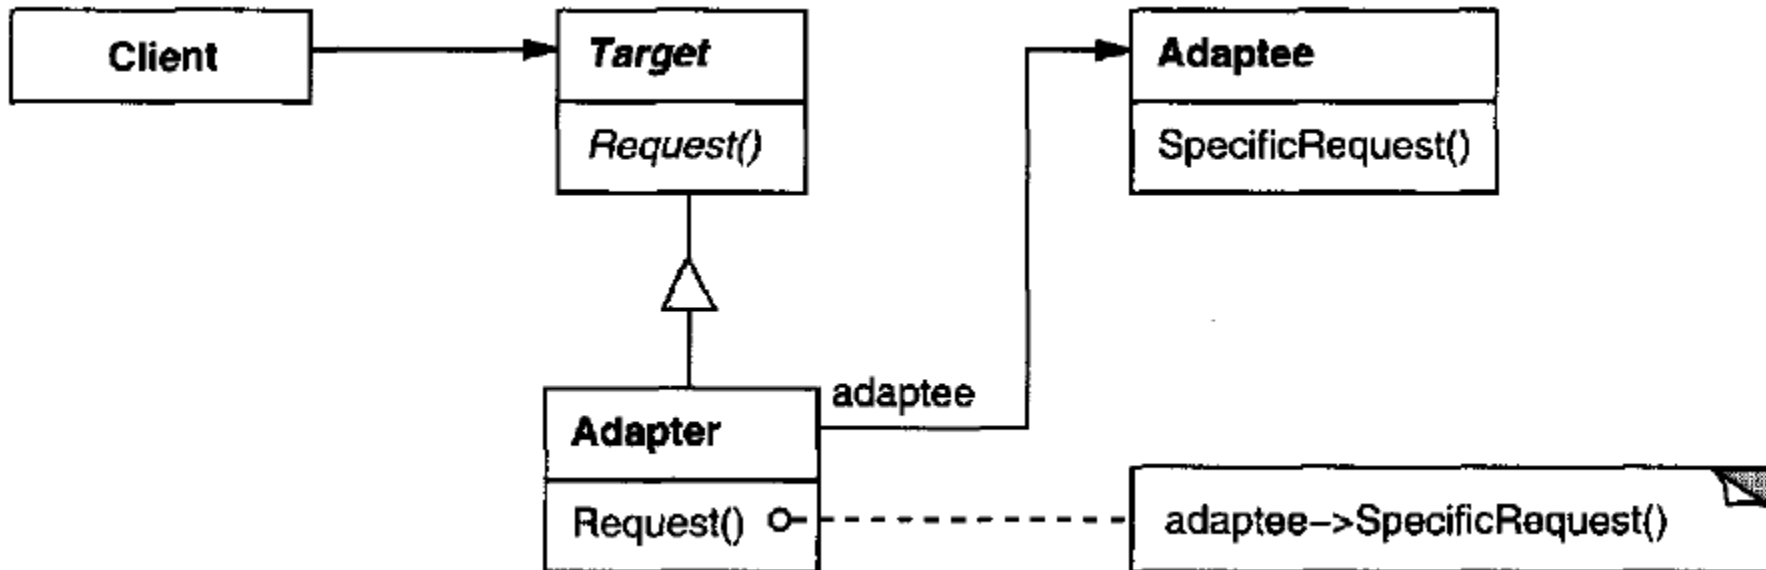 Client
Target
Request()
Adaptee
SpecificRequest()
adaptee
Adapter
Request()
adaptee->SpecificRequest()